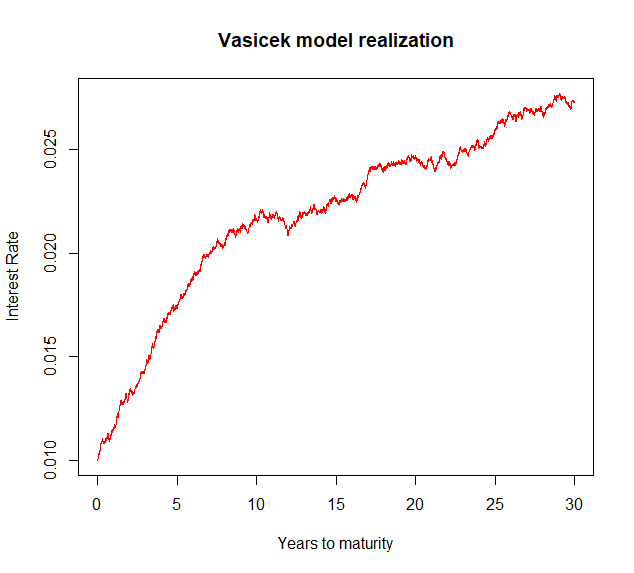 Vasicek model realization
Interest Rate
0.025
0.020
0.015
0.010
0 5 10 15 20 25 30
Years to maturity